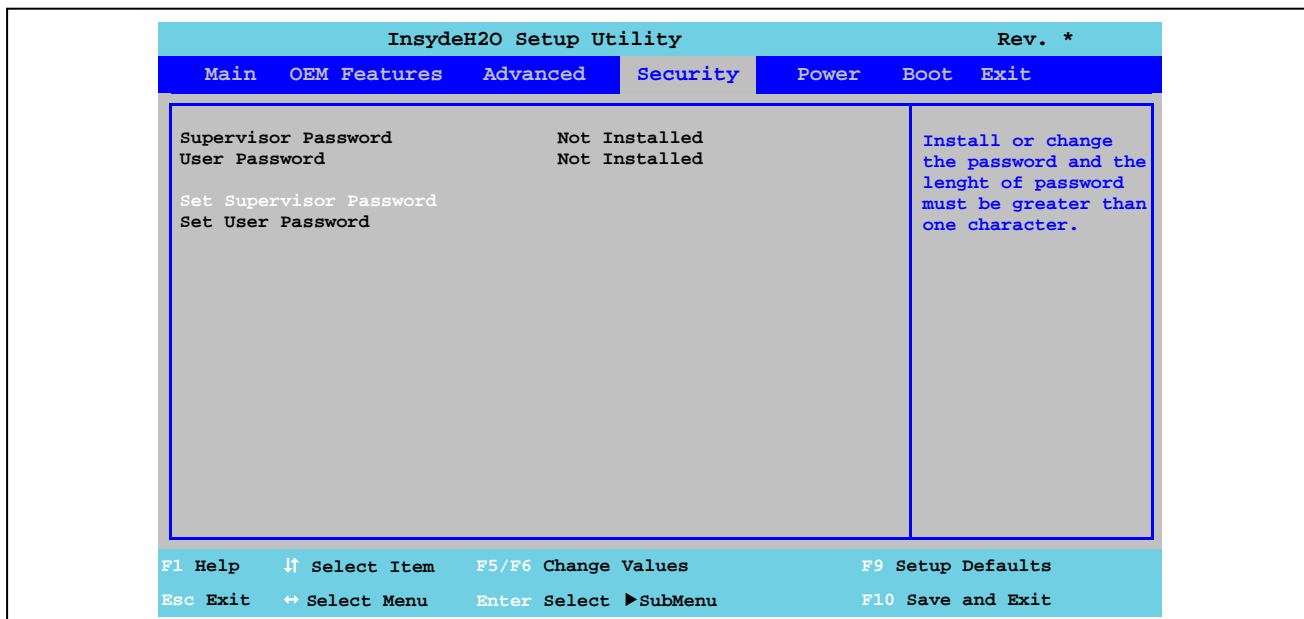 InsydeH2O Setup Utility Rev. *
Main OEM Features Advanced Security Power Boot Exit
Supervisor Password Not Installed
User Password Not Installed
Set Supervisor Password
Set User Password
Install or change
the password and the
lenght of password
must be greater than
one character.
F1 Help ↓↑ Select Item F5/F6 Change Values F9 Setup Defaults
Esc Exit ↔ Select Menu Enter Select ▶SubMenu F10 Save and Exit